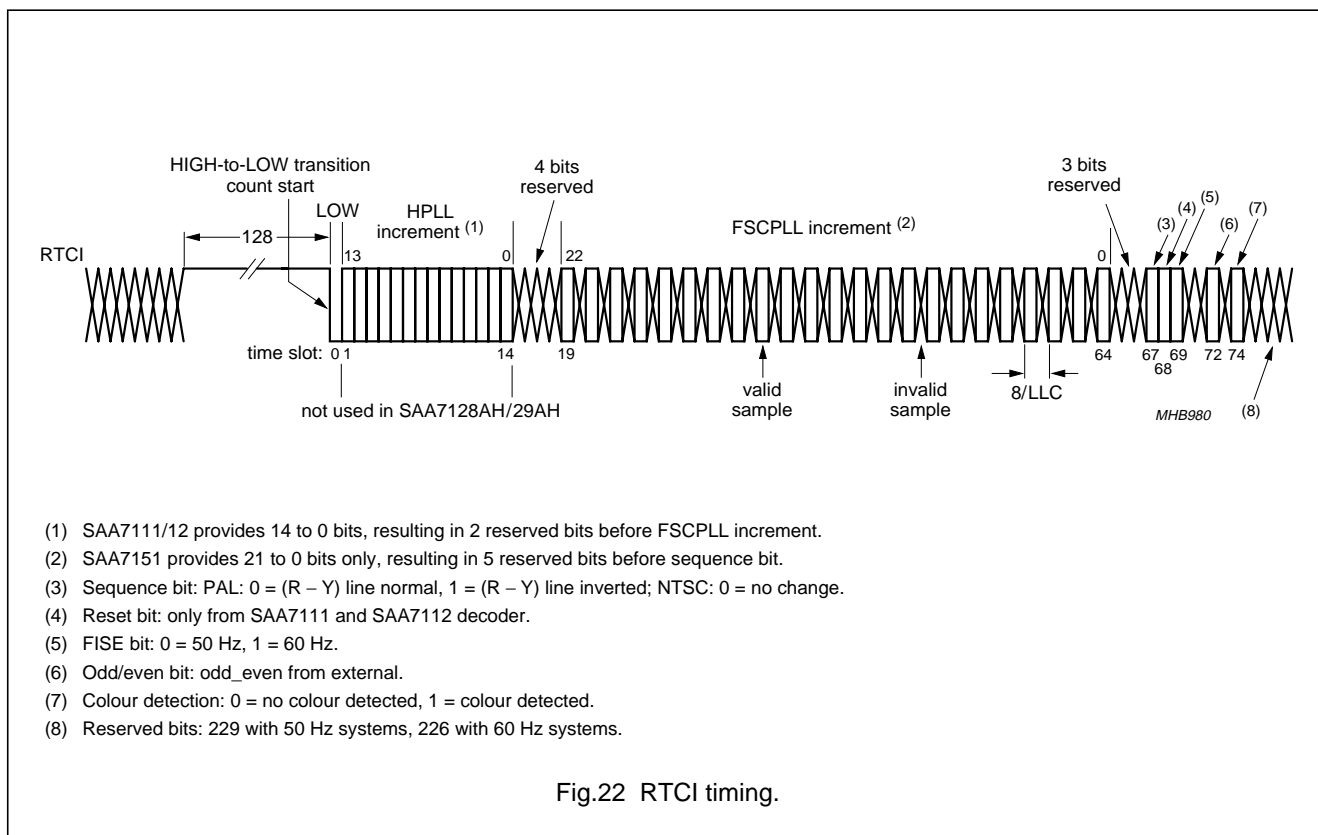 HIGH-to-LOW transition
count start
4 bits
reserved
3 bits
reserved
LOW
HPLL
increment (1)
FSCPLL increment (2)
(3)
(4)
(5)
(6)
(7)
128
RTCI
13
0
22
0
time slot:
0 1
14
19
64
67
68
69
72
74
not used in SAA7128AH/29AH
valid
sample
invalid
sample
8/LLC
MHB980
(8)
(1) SAA7111/12 provides 14 to 0 bits, resulting in 2 reserved bits before FSCPLL increment.
(2) SAA7151 provides 21 to 0 bits only, resulting in 5 reserved bits before sequence bit.
(3) Sequence bit: PAL: 0 = (R − Y) line normal, 1 = (R − Y) line inverted; NTSC: 0 = no change.
(4) Reset bit: only from SAA7111 and SAA7112 decoder.
(5) FISE bit: 0 = 50 Hz, 1 = 60 Hz.
(6) Odd/even bit: odd_even from external.
(7) Colour detection: 0 = no colour detected, 1 = colour detected.
(8) Reserved bits: 229 with 50 Hz systems, 226 with 60 Hz systems.
Fig.22 RTCI timing.